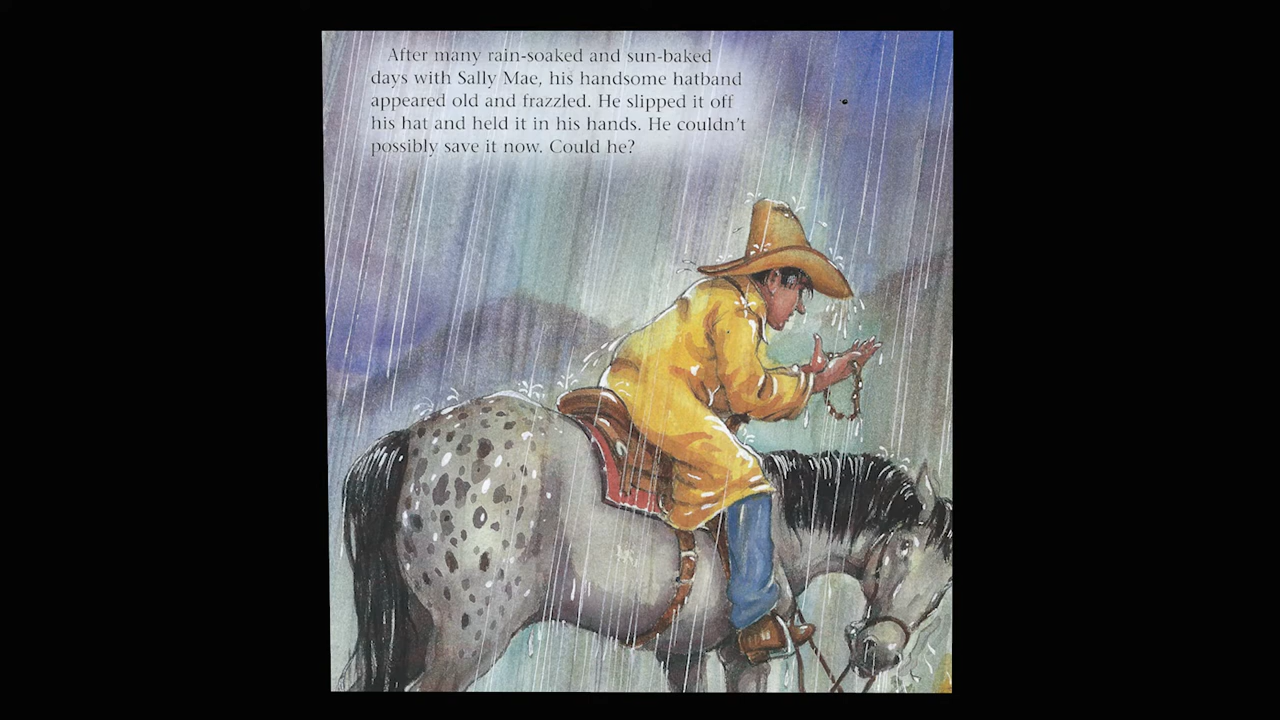 After many rain-soaked and sun-baked
days with Sally Mae, his handsome hatband
appeared old and frazzled. He slipped it off
his hat and held it in his hands. He couldn't
possibly save it now. Could he?